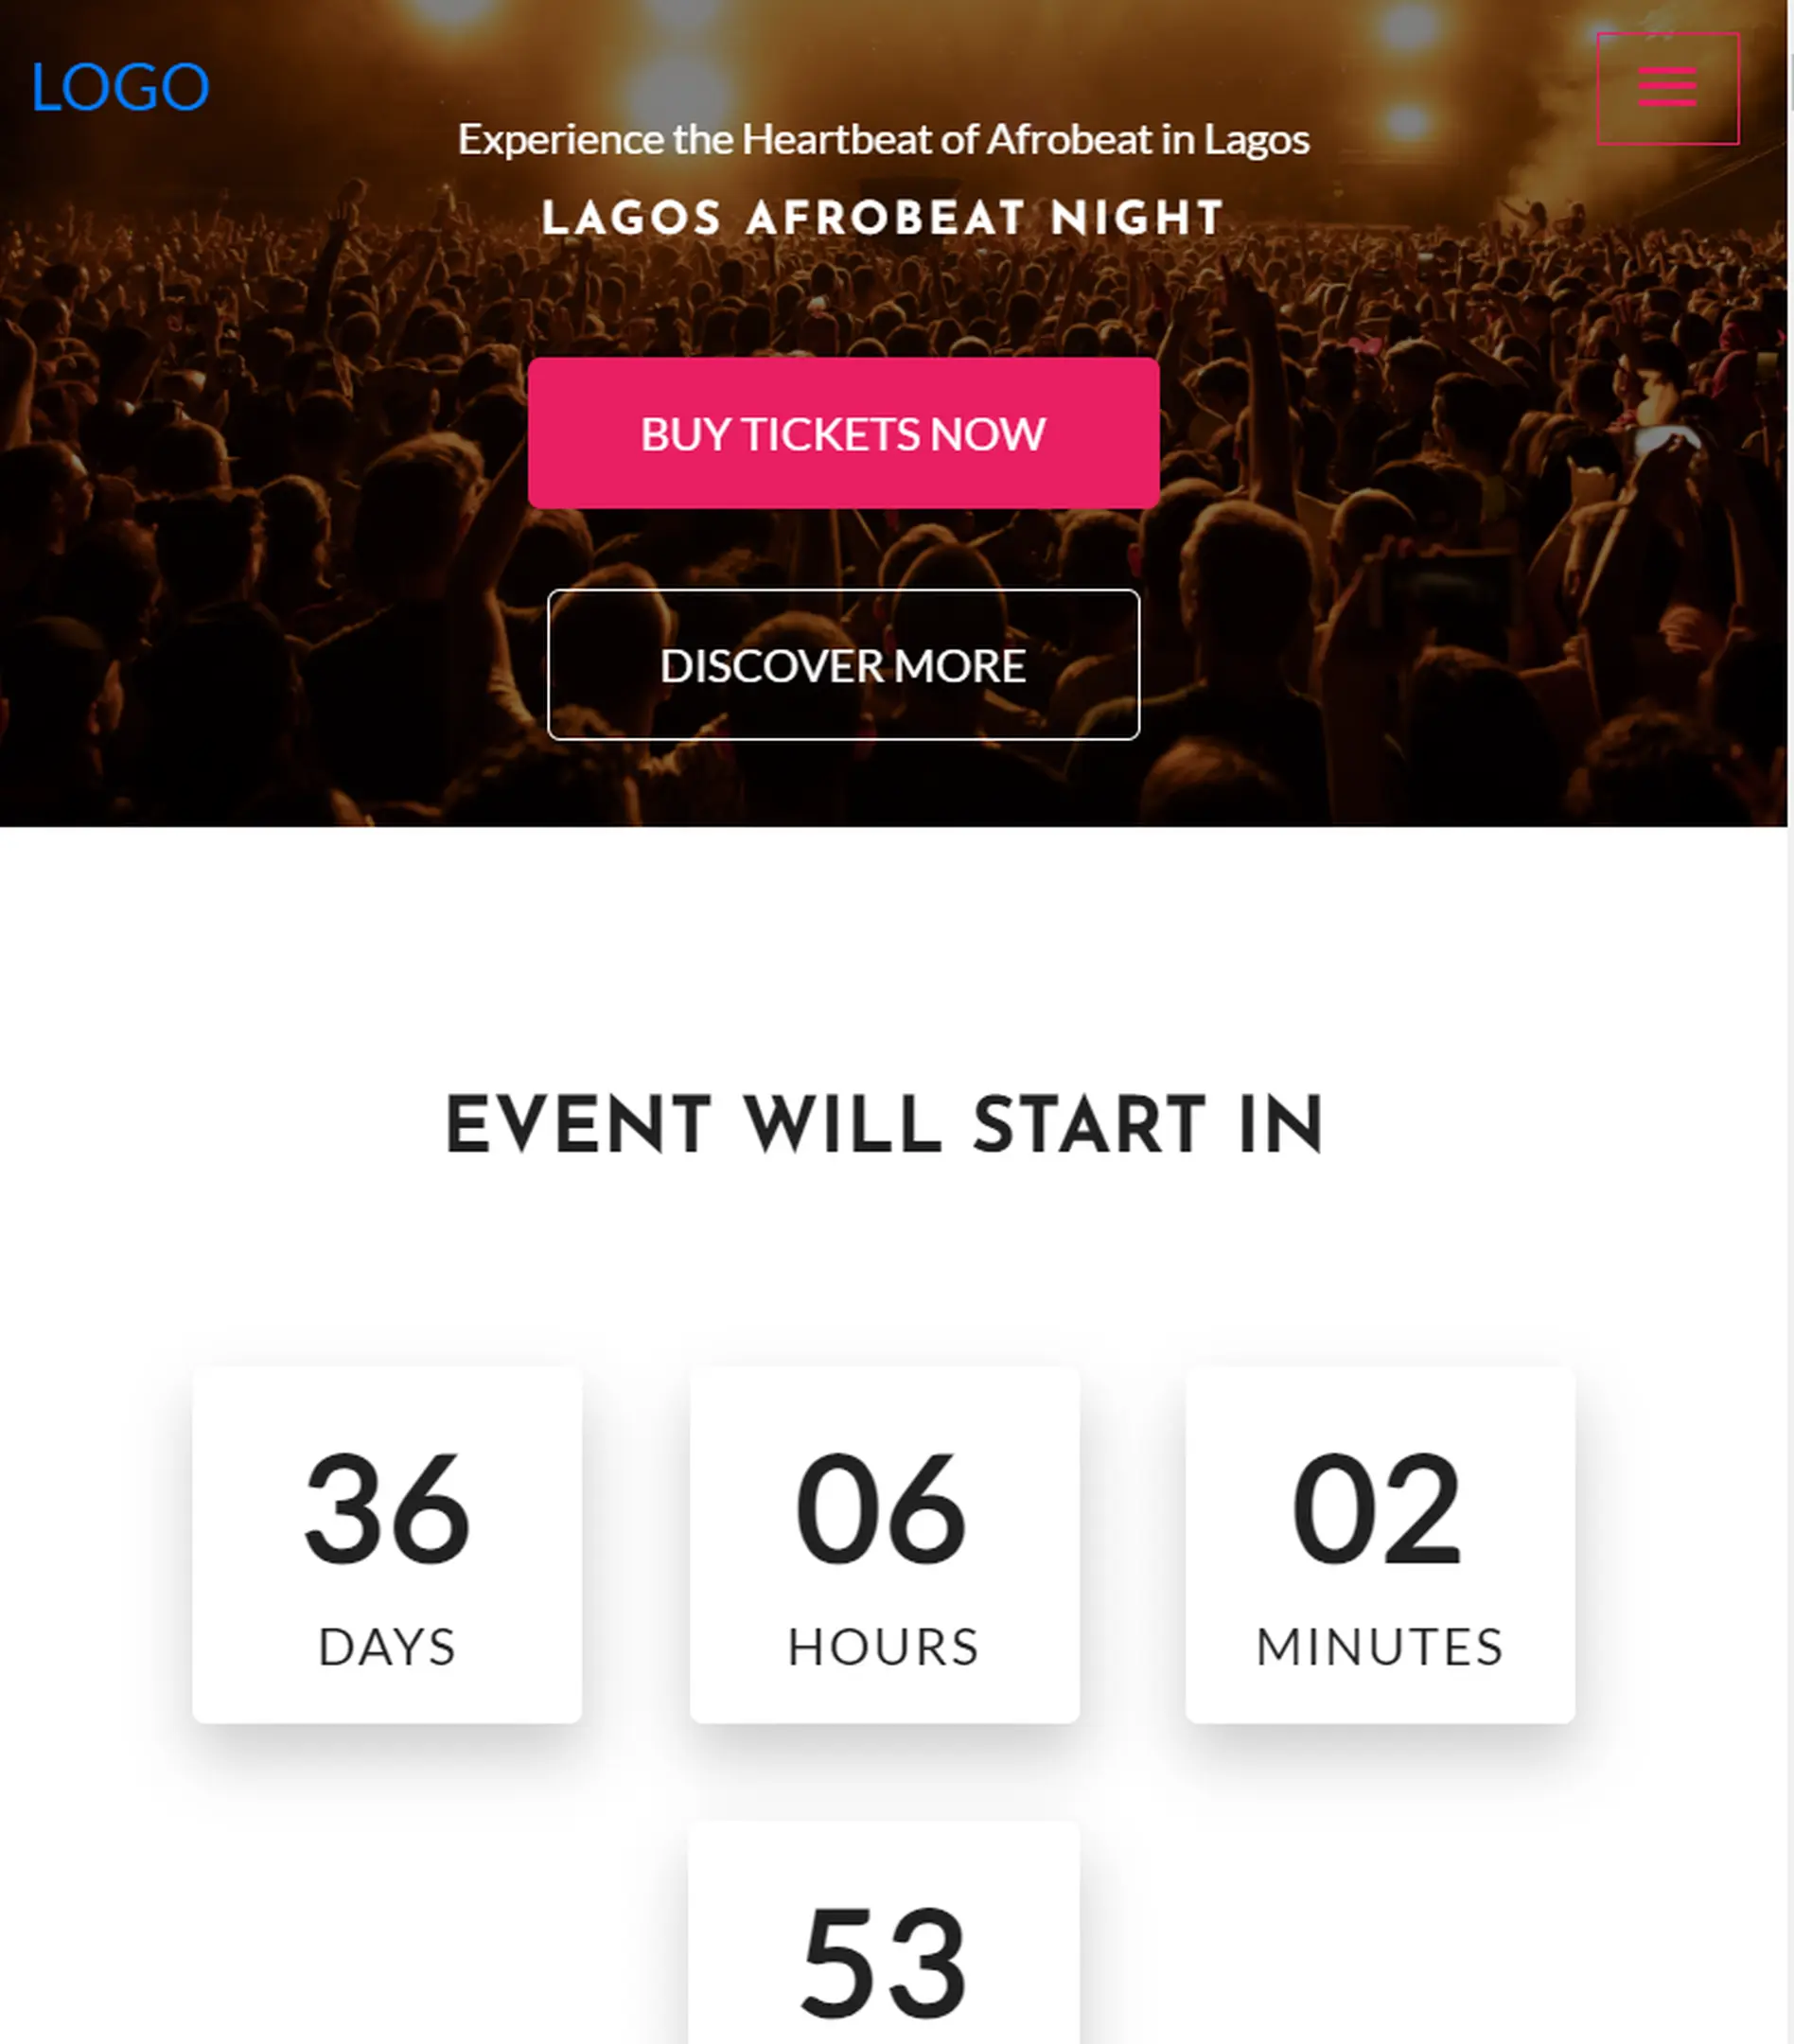 LOGO
Experience the Heartbeat of Afrobeat in Lagos
LAGOS AFROBEAT NIGHT
BUY TICKETS NOW
DISCOVER MORE
EVENT WILL START IN
36 06 02
DAYS HOURS MINUTES
53